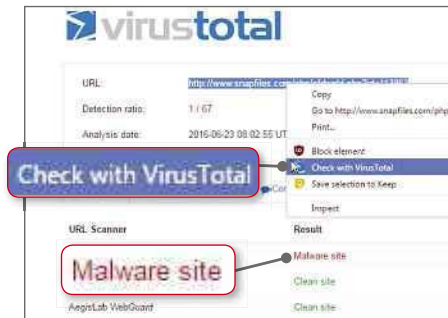 virustotal
URL:
Copy
Go to http://www.snapfiles.com/php
Detection ratio: 1 / 67
Print...
Analysis date: 2016-06-23 08:02:55 UT
Block element
Check with VirusTotal
Check with VirusTotal
Save selection to Keep
Inspect
URL Scanner Result
Malware site
Malware site
Clean site
AegisLab WebGuard Clean site